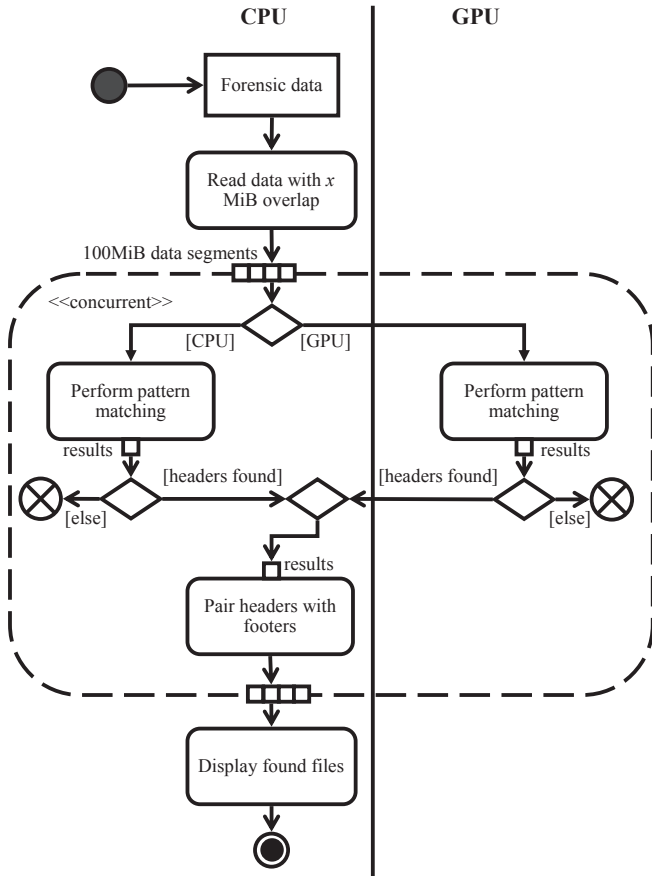 CPU
GPU
Forensic data
Read data with x
MiB overlap
100MiB data segments
<<concurrent>>
[CPU]
[GPU]
Perform pattern
matching
Perform pattern
matching
results
results
[headers found]
[headers found]
[else]
[else]
results
Pair headers with
footers
Display found files